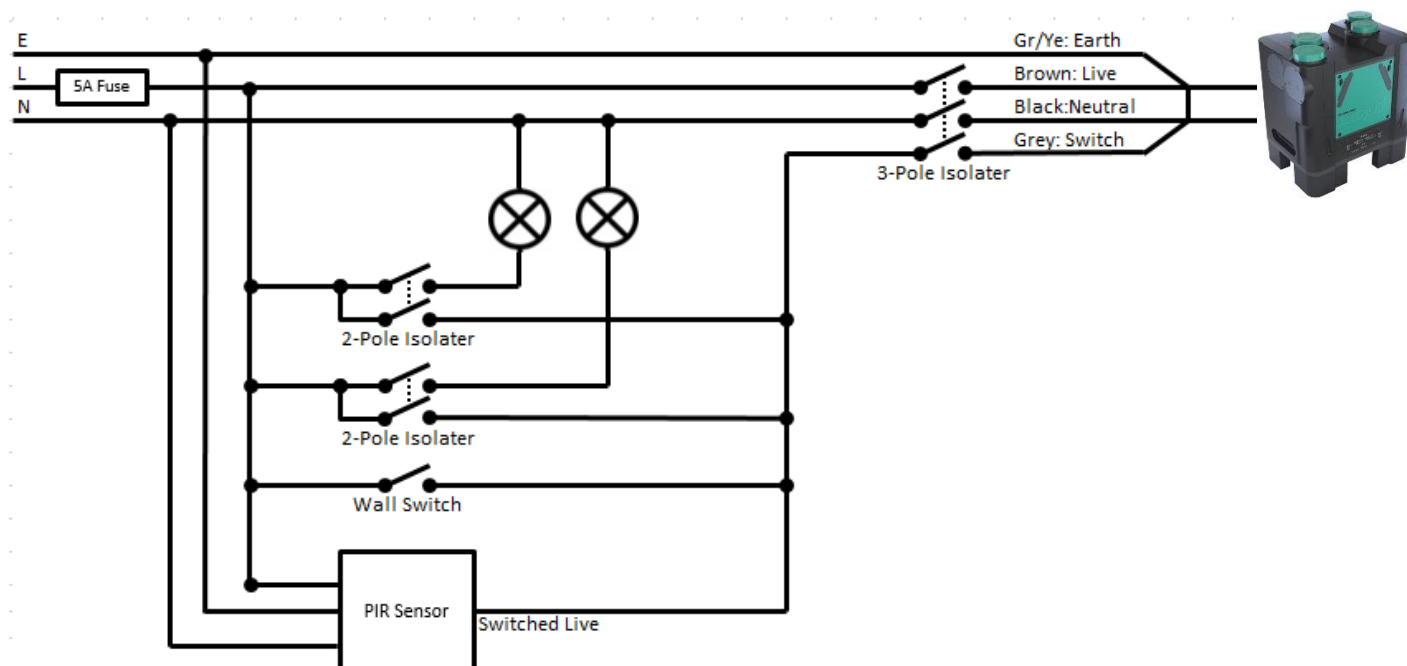 E
Gr/Ye: Earth
L
5A Fuse
Brown: Live
N
Black:Neutral
Grey: Switch
3-Pole Isolater
2-Pole Isolater
2-Pole Isolater
Wall Switch
PIR Sensor
Switched Live